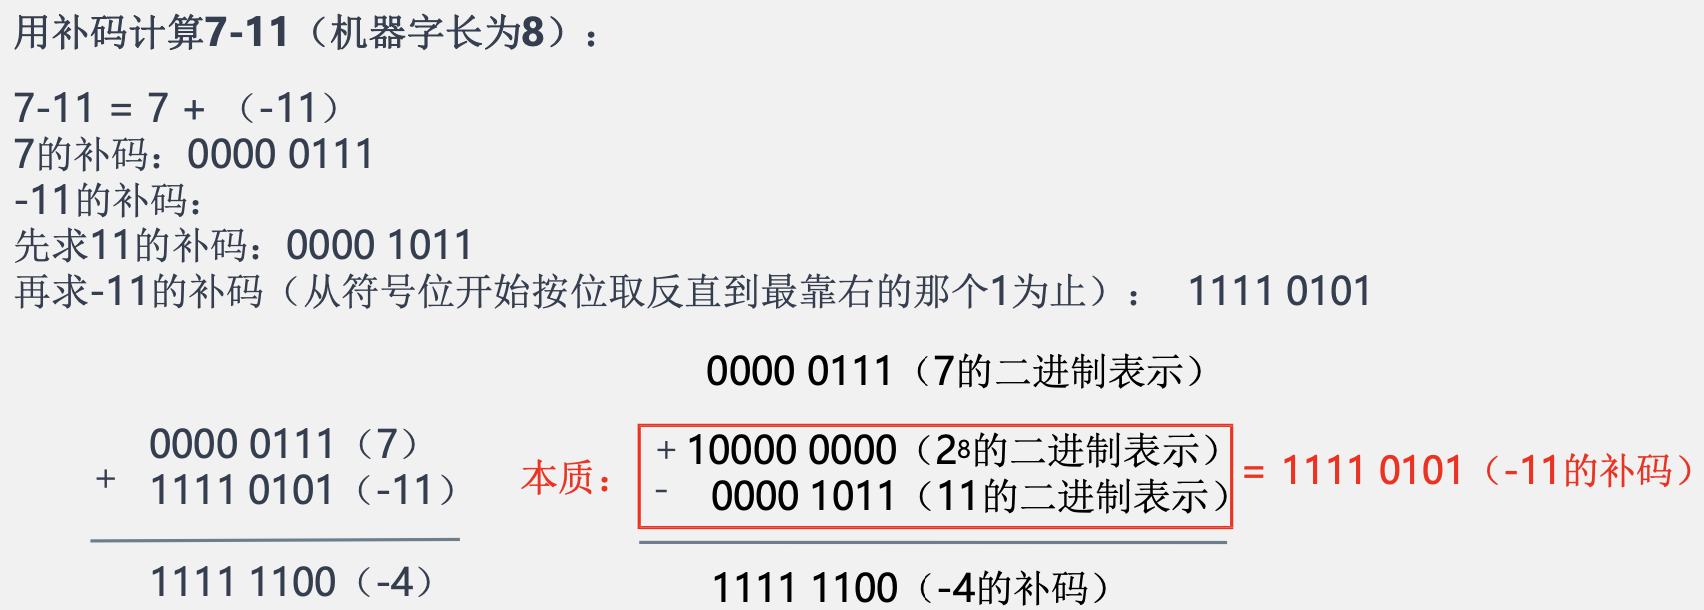 用补码计算7-11（机器字长为8）：
7-11 = 7 + （-11）
7的补码：0000 0111
-11的补码：
先求11的补码：0000 1011
再求-11的补码（从符号位开始按位取反直到最靠右的那个1为止）： 1111 0101
0000 0111（7）
+ 1111 0101（-11）
1111 1100（-4）
0000 0111（7的二进制表示）
本质：
+ 10000 0000（2⁸的二进制表示）
- 0000 1011（11的二进制表示）
= 1111 0101（-11的补码）
1111 1100（-4的补码）